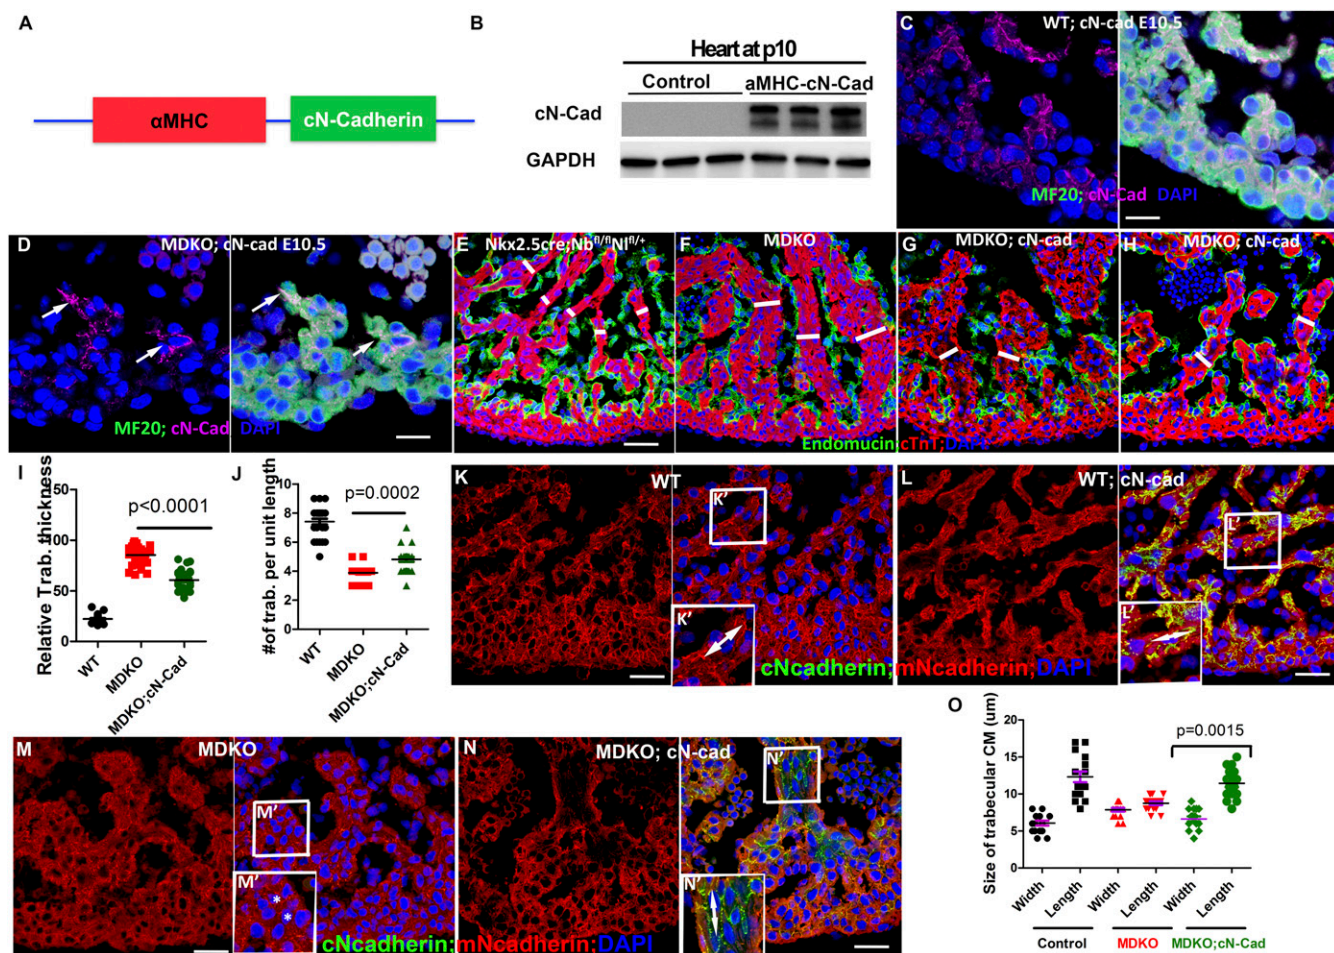 A
αMHC
cN-Cadherin
B
Heart at p10
Control
aMHC-cN-Cad
cN-Cad
GAPDH
C
WT; cN-cad E10.5
MF20; cN-Cad DAPI
D
MDKO; cN-cad E10.5
MF20; cN-Cad DAPI
E
Nkx2.5cre;Nb^fl/fl Nl^fl/+
F
MDKO
G
MDKO; cN-cad
H
MDKO; cN-cad
Endomucin;cTnT;DAPI
I
Relative Trab. thickness
150
100
50
0
p<0.0001
WT
MDKO
MDKO;cN-Cad
J
#of trab. per unit length
10
8
6
4
2
0
p=0.0002
WT
MDKO
MDKO;cN-Cad
K
WT
K'
K'
cNcadherin;mNcadherin;DAPI
L
WT; cN-cad
L'
L'
M
MDKO
M'
M'
*
*
N
MDKO; cN-cad
N'
N'
cNcadherin;mNcadherin;DAPI
O
Size of trabecular CM (um)
20
15
10
5
0
p=0.0015
Width
Length
Width
Length
Width
Length
Control
MDKO
MDKO;cN-Cad